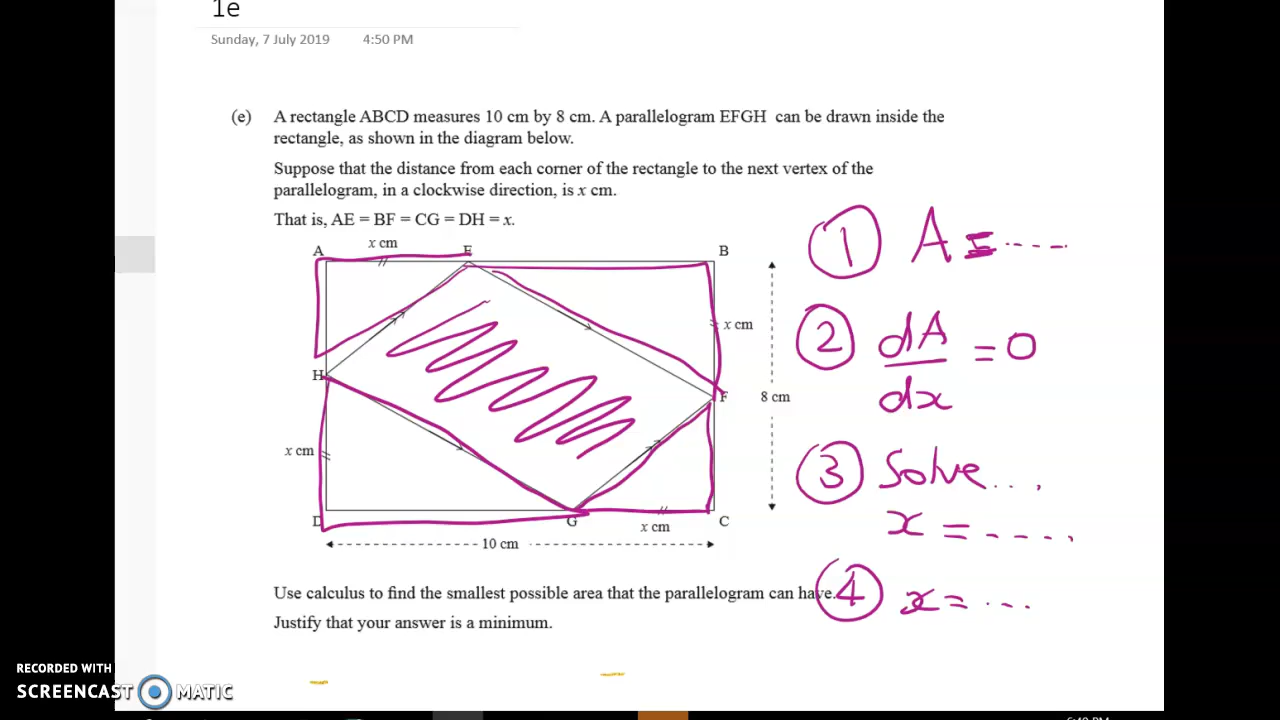 1e
Sunday, 7 July 2019 4:50 PM
(e) A rectangle ABCD measures 10 cm by 8 cm. A parallelogram EFGH can be drawn inside the
rectangle, as shown in the diagram below.
Suppose that the distance from each corner of the rectangle to the next vertex of the
parallelogram, in a clockwise direction, is x cm.
That is, AE = BF = CG = DH = x.
A x cm E B
x cm
H F 8 cm
x cm
D G x cm C
10 cm
1 A = ....
2 dA/dx = 0
3 Solve...
x = .....
4 x = ...
Use calculus to find the smallest possible area that the parallelogram can have.
Justify that your answer is a minimum.
RECORDED WITH
SCREENCAST MATIC